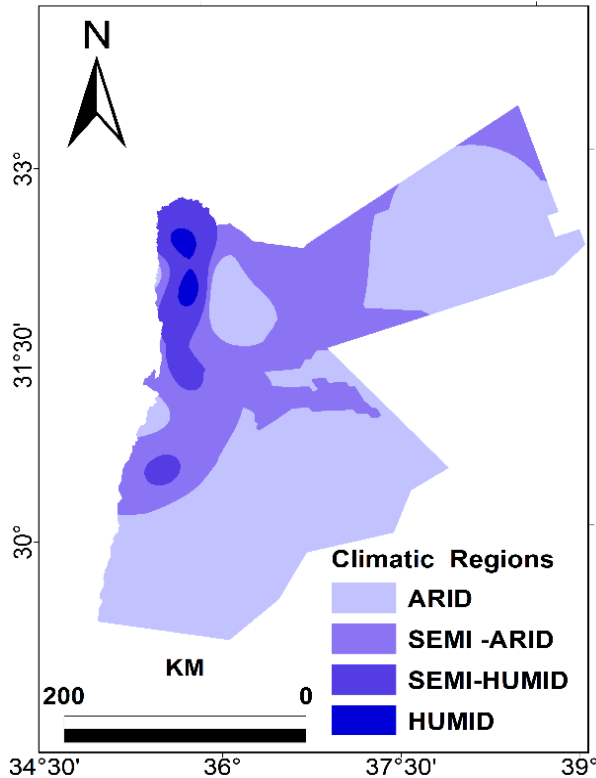 N
33°
31°30'
30°
Climatic Regions
ARID
SEMI -ARID
SEMI-HUMID
HUMID
KM
200 0
34°30' 36° 37°30' 39°